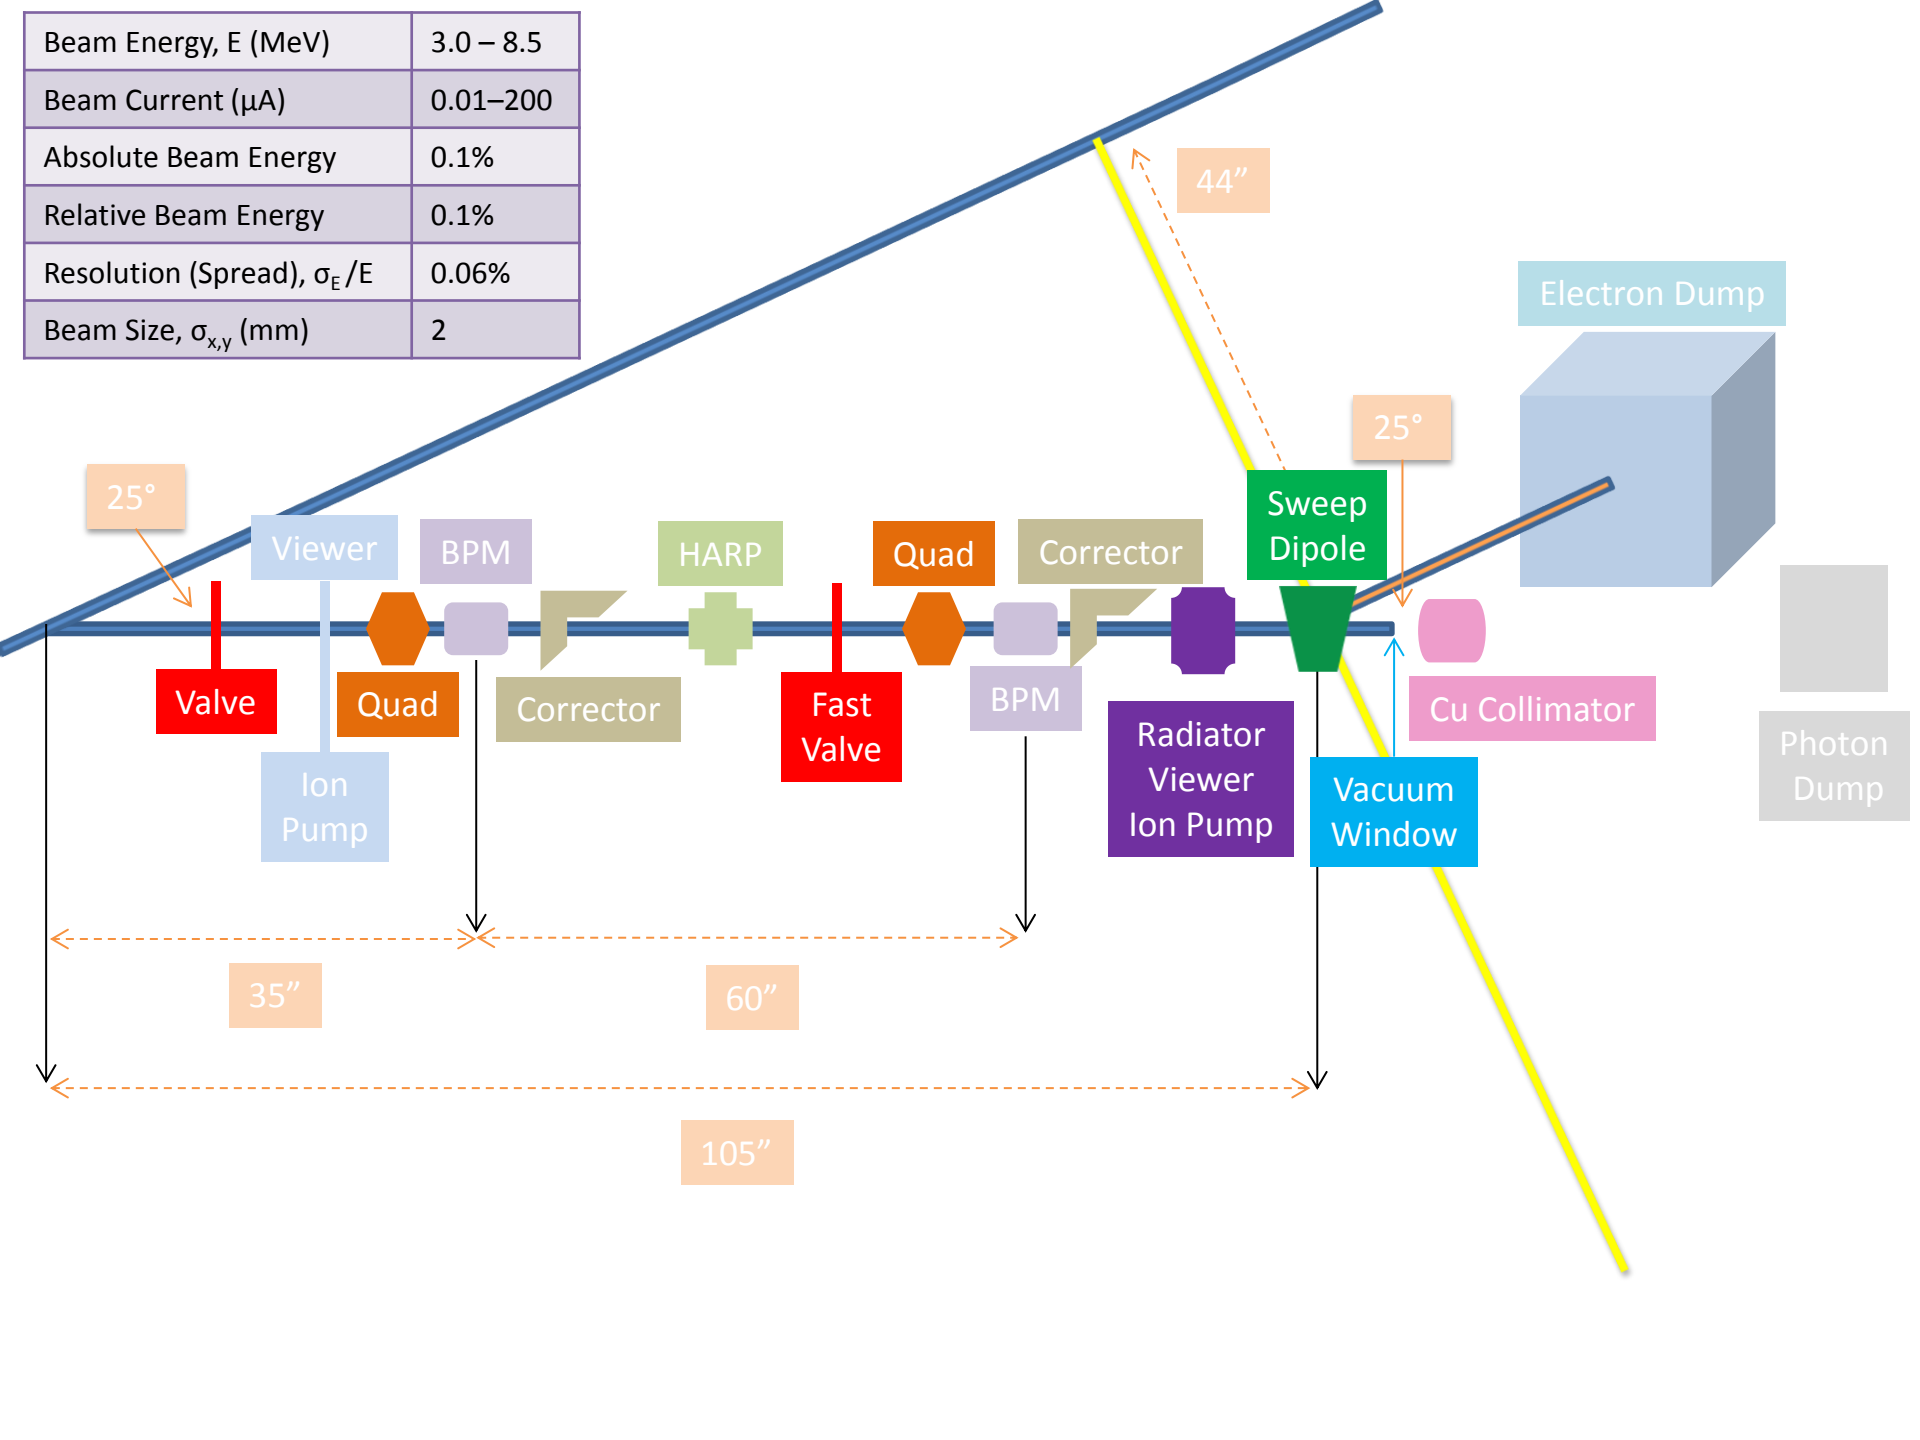 Beam Energy, E (MeV) 3.0 – 8.5
Beam Current (µA) 0.01–200
Absolute Beam Energy 0.1%
Relative Beam Energy 0.1%
Resolution (Spread), σE /E 0.06%
Beam Size, σx,y (mm) 2
44”
Electron Dump
25°
25°
Viewer
BPM
HARP
Quad
Corrector
Sweep
Dipole
Valve
Quad
Corrector
Fast
Valve
BPM
Radiator
Viewer
Ion Pump
Cu Collimator
Photon
Dump
Ion
Pump
Vacuum
Window
35”
60”
105”